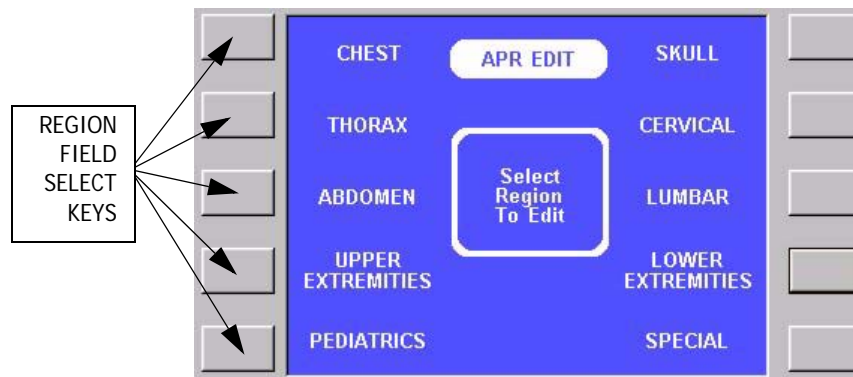 REGION
FIELD
SELECT
KEYS
CHEST
APR EDIT
SKULL
THORAX
CERVICAL
ABDOMEN
Select
Region
To Edit
LUMBAR
UPPER
EXTREMITIES
LOWER
EXTREMITIES
PEDIATRICS
SPECIAL